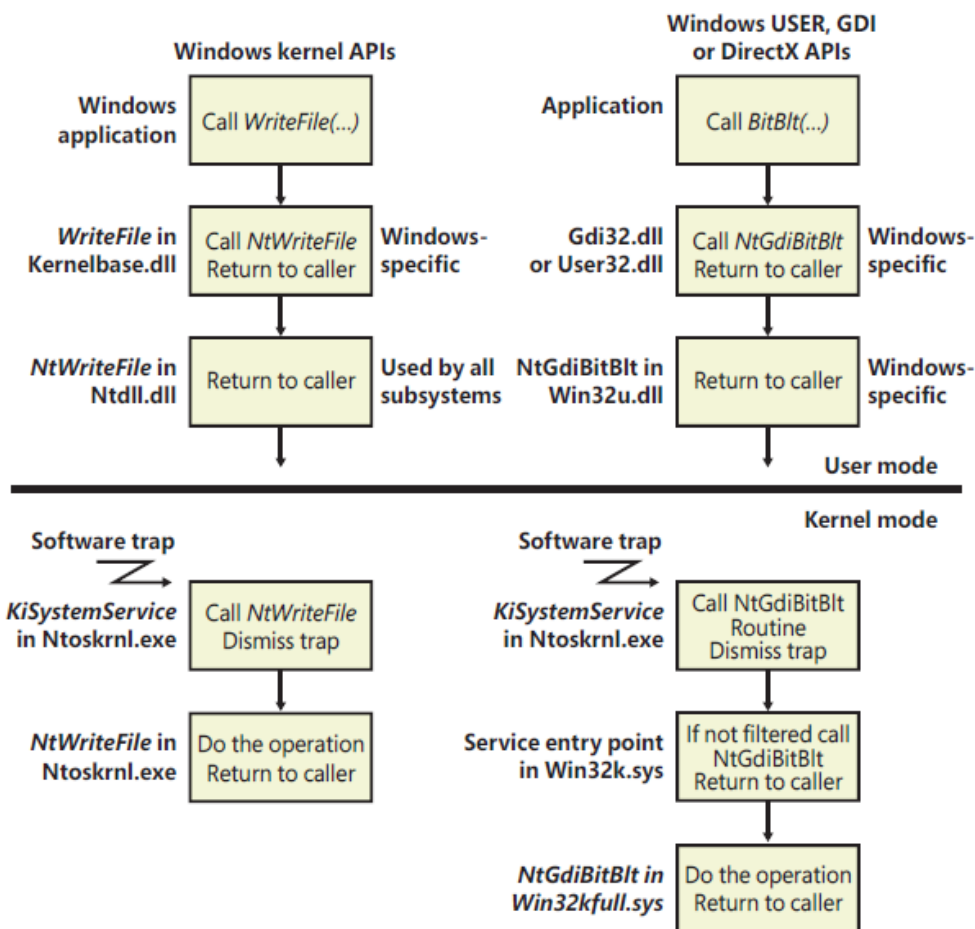 Windows kernel APIs
Windows
application
Call WriteFile(...)
WriteFile in
Kernelbase.dll
Call NtWriteFile
Return to caller
Windows-
specific
NtWriteFile in
Ntdll.dll
Return to caller
Used by all
subsystems
Windows USER, GDI
or DirectX APIs
Application
Call BitBlt(...)
Gdi32.dll
or User32.dll
Call NtGdiBitBlt
Return to caller
Windows-
specific
NtGdiBitBlt in
Win32u.dll
Return to caller
Windows-
specific
User mode
Kernel mode
Software trap
KiSystemService
in Ntoskrnl.exe
Call NtWriteFile
Dismiss trap
NtWriteFile in
Ntoskrnl.exe
Do the operation
Return to caller
Software trap
KiSystemService
in Ntoskrnl.exe
Call NtGdiBitBlt
Routine
Dismiss trap
Service entry point
in Win32k.sys
If not filtered call
NtGdiBitBlt
Return to caller
NtGdiBitBlt in
Win32kfull.sys
Do the operation
Return to caller